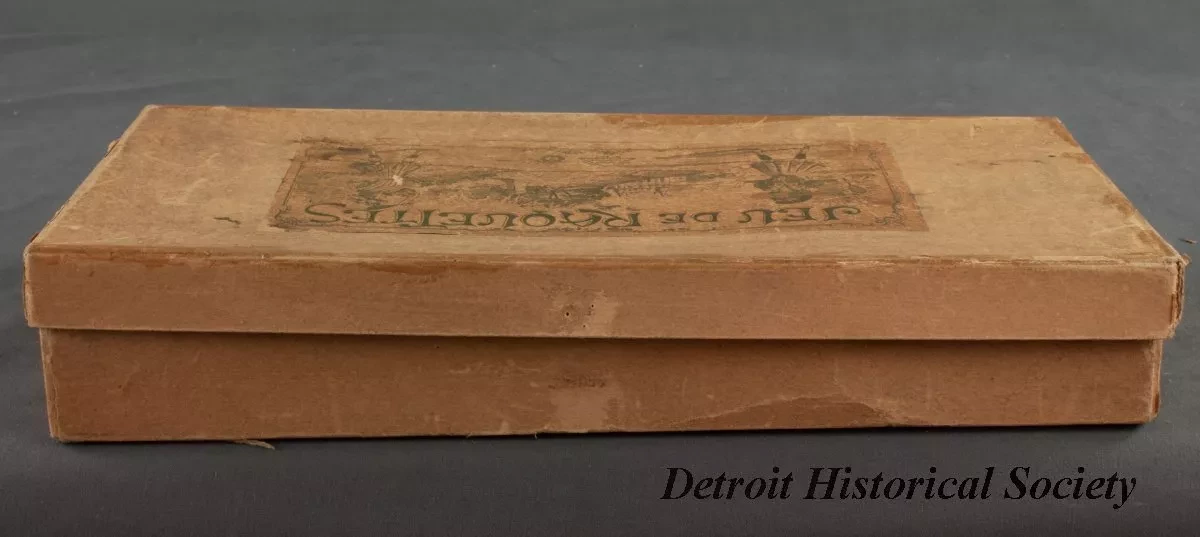 JEU DE RAQUETTES
Detroit Historical Society